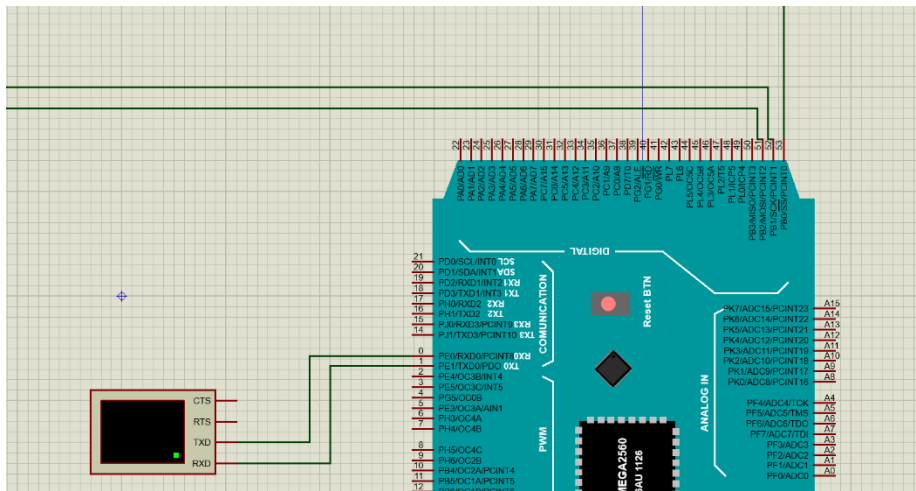 22
23
24
25
26
27
28
29
30
31
32
33
34
35
36
37
38
39
40
41
42
43
44
45
46
47
48
49
50
51
52
53
PA0/AD0
PA1/AD1
PA2/AD2
PA3/AD3
PA4/AD4
PA5/AD5
PA6/AD6
PA7/AD7
PC7/A15
PC6/A14
PC5/A13
PC4/A12
PC3/A11
PC2/A10
PC1/A9
PC0/A8
PD7/T0
PG2/ALE
PG1/RD
PG0/WR
PL7
PL6
PL5/OC5C
PL4/OC5B
PL3/OC5A
PL2/T5
PL1/ICP5
PL0/ICP4
PB3/MISO/PCINT3
PB2/MOSI/PCINT2
PB1/SCK/PCINT1
PB0/SS/PCINT0
DIGITAL
21 PD0/SCL/INT0 SCL
20 PD1/SDA/INT1 SDA
19 PD2/RXD1/INT2 RX1
18 PD3/TXD1/INT3 TX1
17 PH0/RXD2 RX2
16 PH1/TXD2 TX2
15 PJ0/RXD3/PCINT9 RX3
14 PJ1/TXD3/PCINT10 TX3
COMUNICATION
0 PE0/RXD0/PCINT8 RX0
1 PE1/TXD0/PDO TX0
2 PE4/OC3B/INT4
3 PE5/OC3C/INT5
4 PG5/OC0B
5 PE3/OC3A/AIN1
6 PH3/OC4A
7 PH4/OC4B
PWM
8 PH5/OC4C
9 PH6/OC2B
10 PB4/OC2A/PCINT4
11 PB5/OC1A/PCINT5
12
Reset BTN
MEGA2560
1126
ANALOG IN
PK7/ADC15/PCINT23 A15
PK6/ADC14/PCINT22 A14
PK5/ADC13/PCINT21 A13
PK4/ADC12/PCINT20 A12
PK3/ADC11/PCINT19 A11
PK2/ADC10/PCINT18 A10
PK1/ADC9/PCINT17 A9
PK0/ADC8/PCINT16 A8
PF4/ADC4/TCK A4
PF5/ADC5/TMS A5
PF6/ADC6/TDO A6
PF7/ADC7/TDI A7
PF3/ADC3 A3
PF2/ADC2 A2
PF1/ADC1 A1
PF0/ADC0 A0
CTS
RTS
TXD
RXD